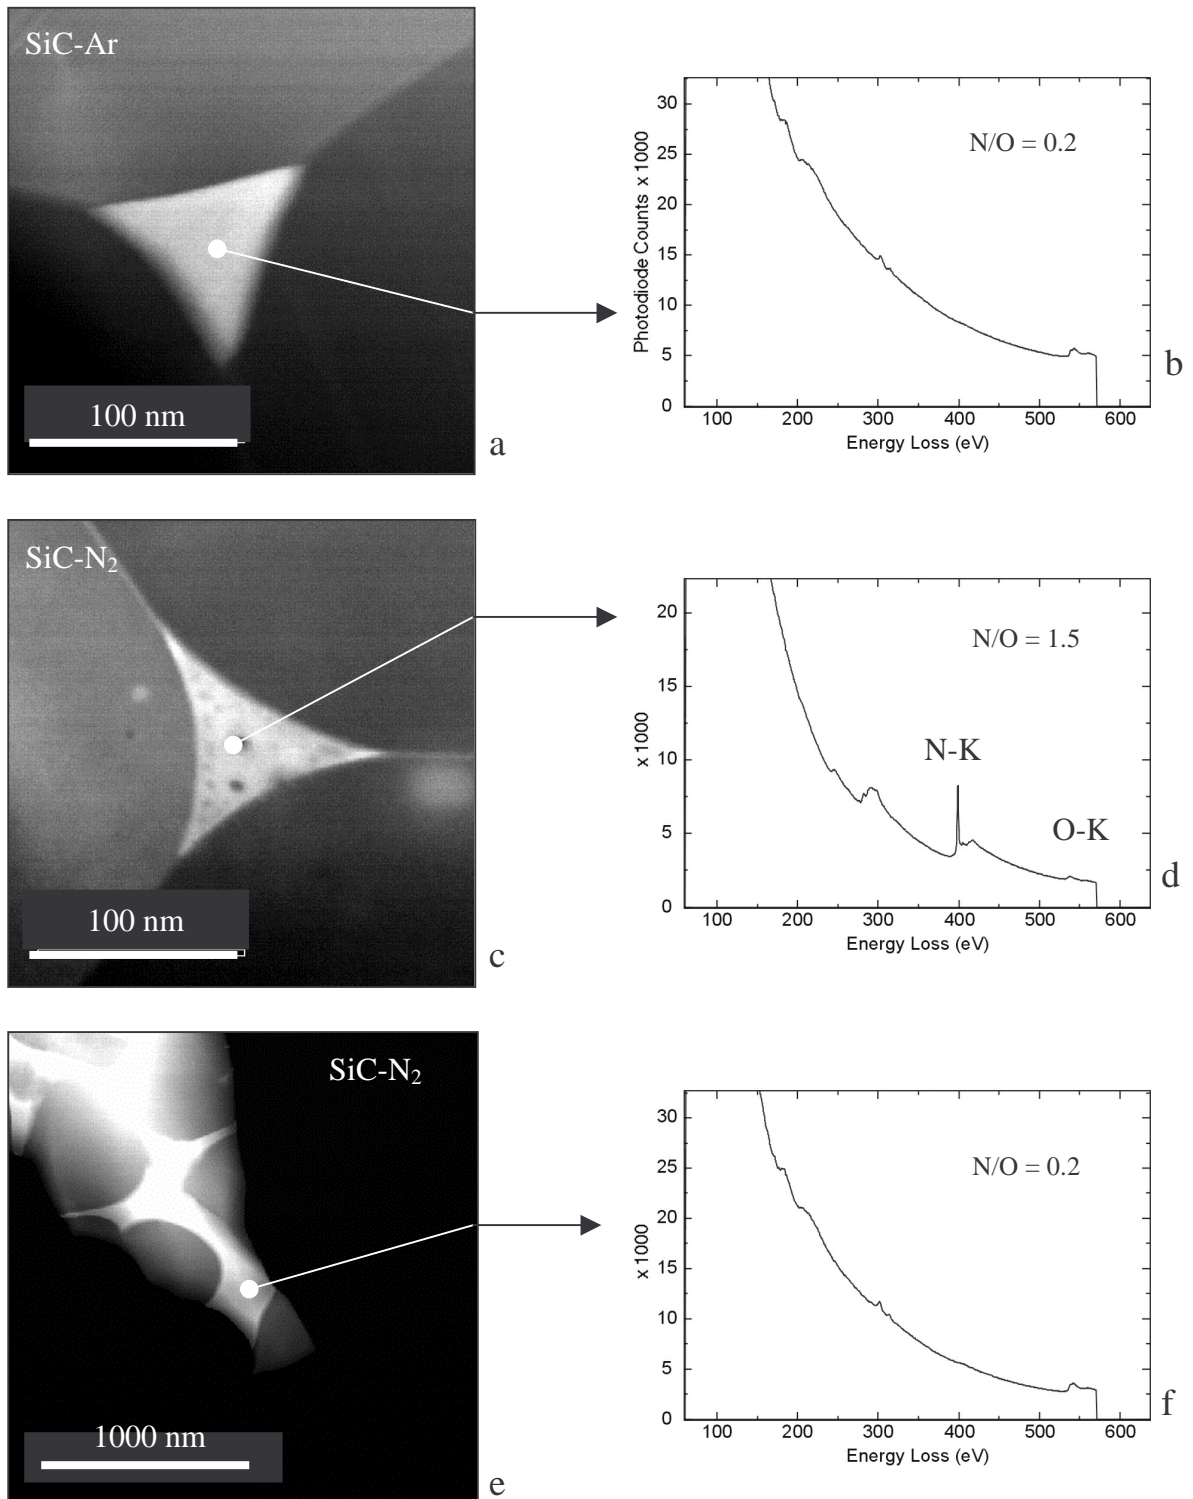 SiC-Ar
100 nm
a
Photodiode Counts x 1000
30
25
20
15
10
5
0
N/O = 0.2
100 200 300 400 500 600
Energy Loss (eV)
b
SiC-N₂
100 nm
c
x 1000
20
15
10
5
0
N/O = 1.5
N-K
O-K
100 200 300 400 500 600
Energy Loss (eV)
d
SiC-N₂
1000 nm
e
x 1000
30
25
20
15
10
5
0
N/O = 0.2
100 200 300 400 500 600
Energy Loss (eV)
f